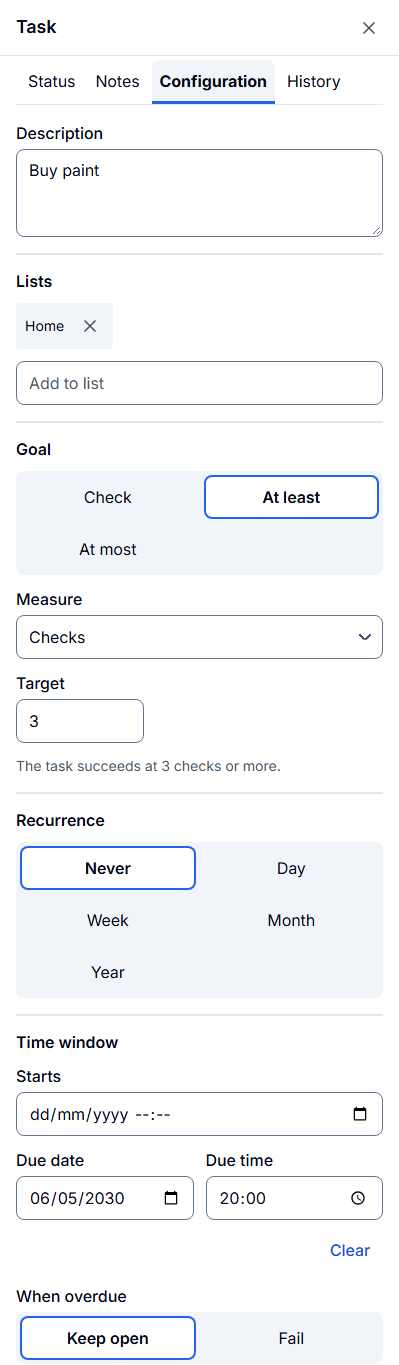 Task
Status Notes Configuration History
Description
Buy paint
Lists
Home
Add to list
Goal
Check At least
At most
Measure
Checks
Target
3
The task succeeds at 3 checks or more.
Recurrence
Never Day
Week Month
Year
Time window
Starts
dd/mm/yyyy --:--
Due date Due time
06/05/2030 20:00
Clear
When overdue
Keep open Fail